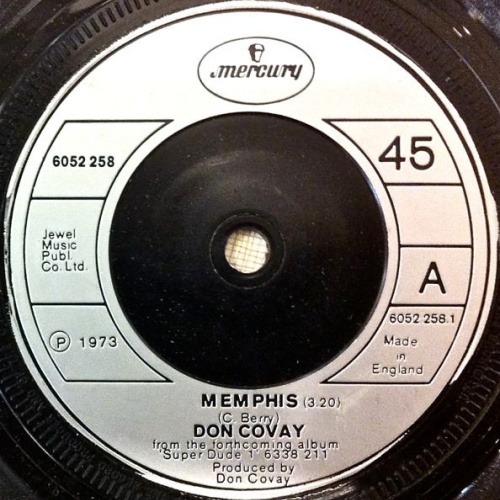 mercury
6052 258
45
Jewel
Music
Publ.
Co. Ltd.
A
6052 258.1
Ⓟ 1973
Made
in
England
MEMPHIS (3.20)
(C. Berry)
DON COVAY
from the forthcoming album
'Super Dude 1' 6338 211
Produced by
Don Covay